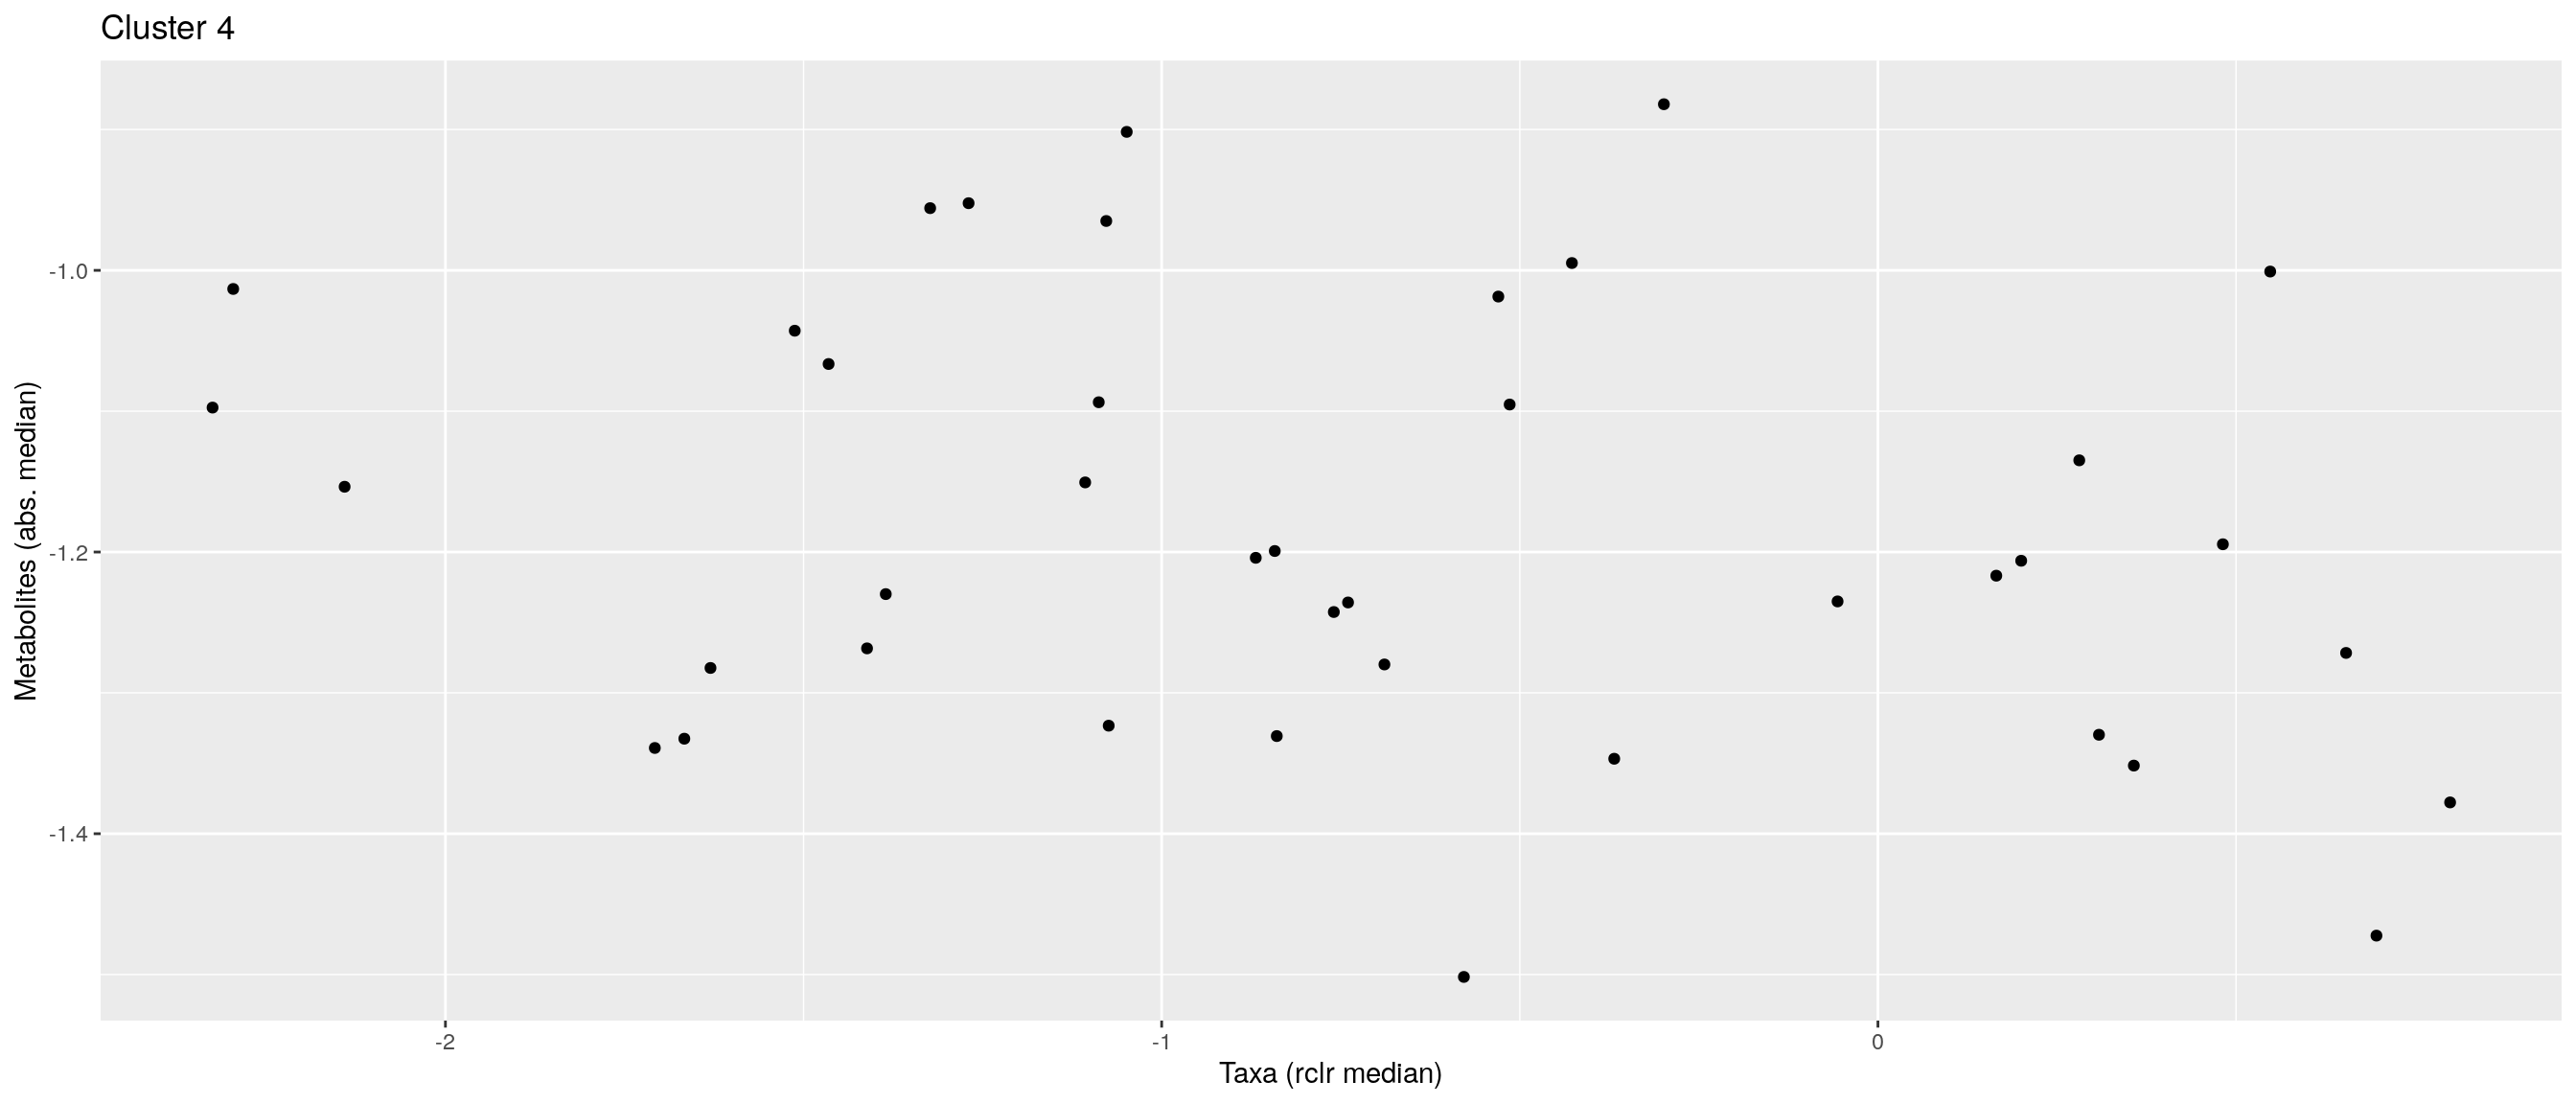 Cluster 4
Metabolites (abs. median)
-1.0
-1.2
-1.4
-2
-1
0
Taxa (rclr median)